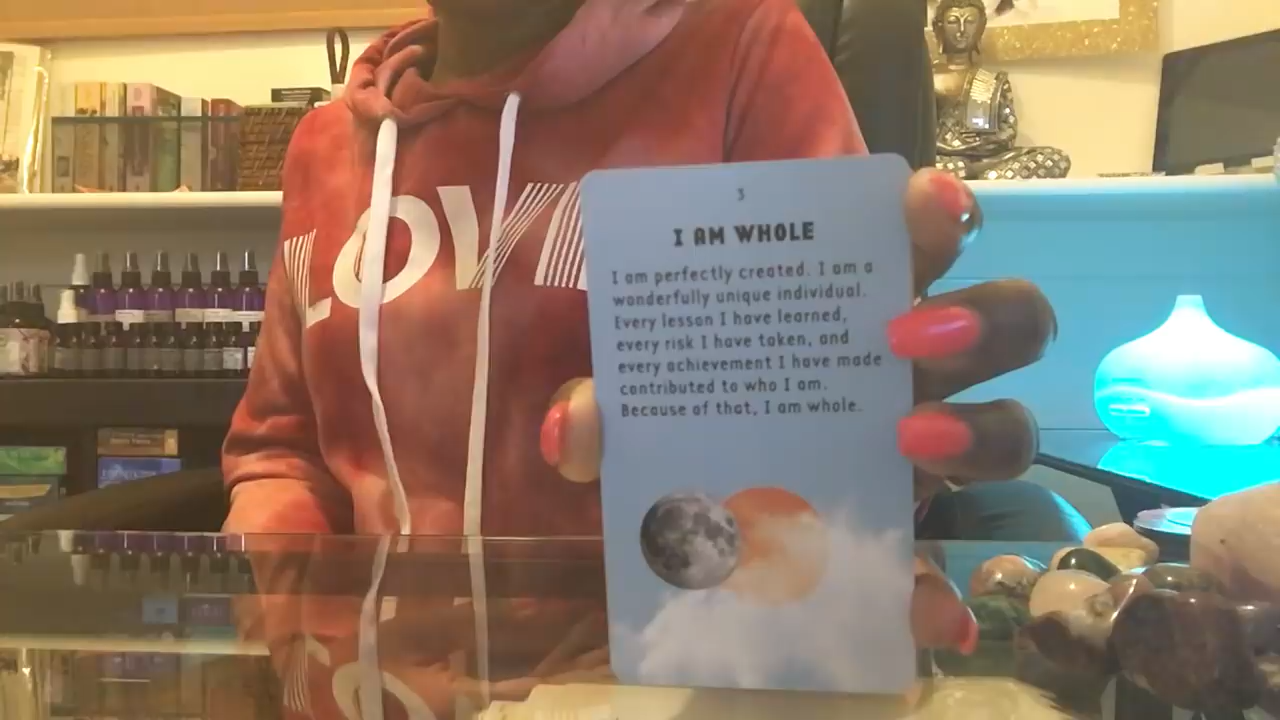 LOVE
3
I AM WHOLE
I am perfectly created. I am a
wonderfully unique individual.
Every lesson I have learned,
every risk I have taken, and
every achievement I have made
contributed to who I am.
Because of that, I am whole.